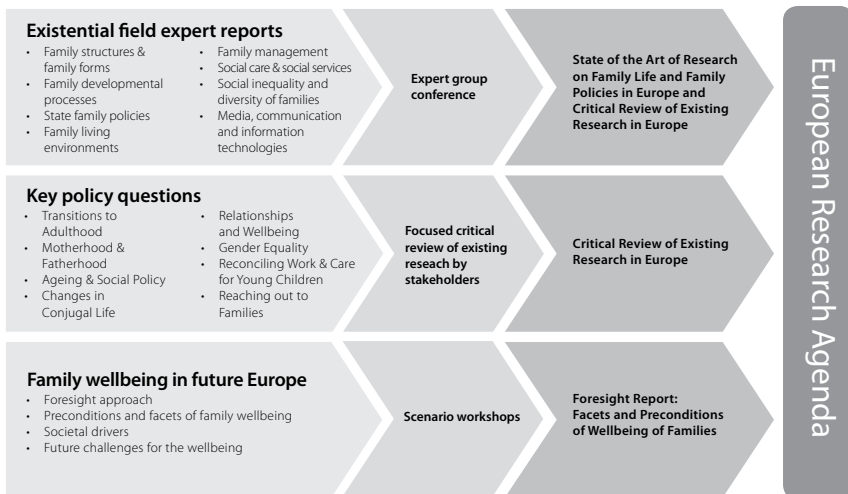 Existential field expert reports
• Family structures &
family forms
• Family developmental
processes
• State family policies
• Family living
environments
• Family management
• Social care & social services
• Social inequality and
diversity of families
• Media, communication
and information
technologies
Expert group
conference
State of the Art of Research
on Family Life and Family
Policies in Europe and
Critical Review of Existing
Research in Europe
Key policy questions
• Transitions to
Adulthood
• Motherhood &
Fatherhood
• Ageing & Social Policy
• Changes in
Conjugal Life
• Relationships
and Wellbeing
• Gender Equality
• Reconciling Work & Care
for Young Children
• Reaching out to
Families
Focused critical
review of existing
reseach by
stakeholders
Critical Review of Existing
Research in Europe
Family wellbeing in future Europe
• Foresight approach
• Preconditions and facets of family wellbeing
• Societal drivers
• Future challenges for the wellbeing
Scenario workshops
Foresight Report:
Facets and Preconditions
of Wellbeing of Families
European Research Agenda